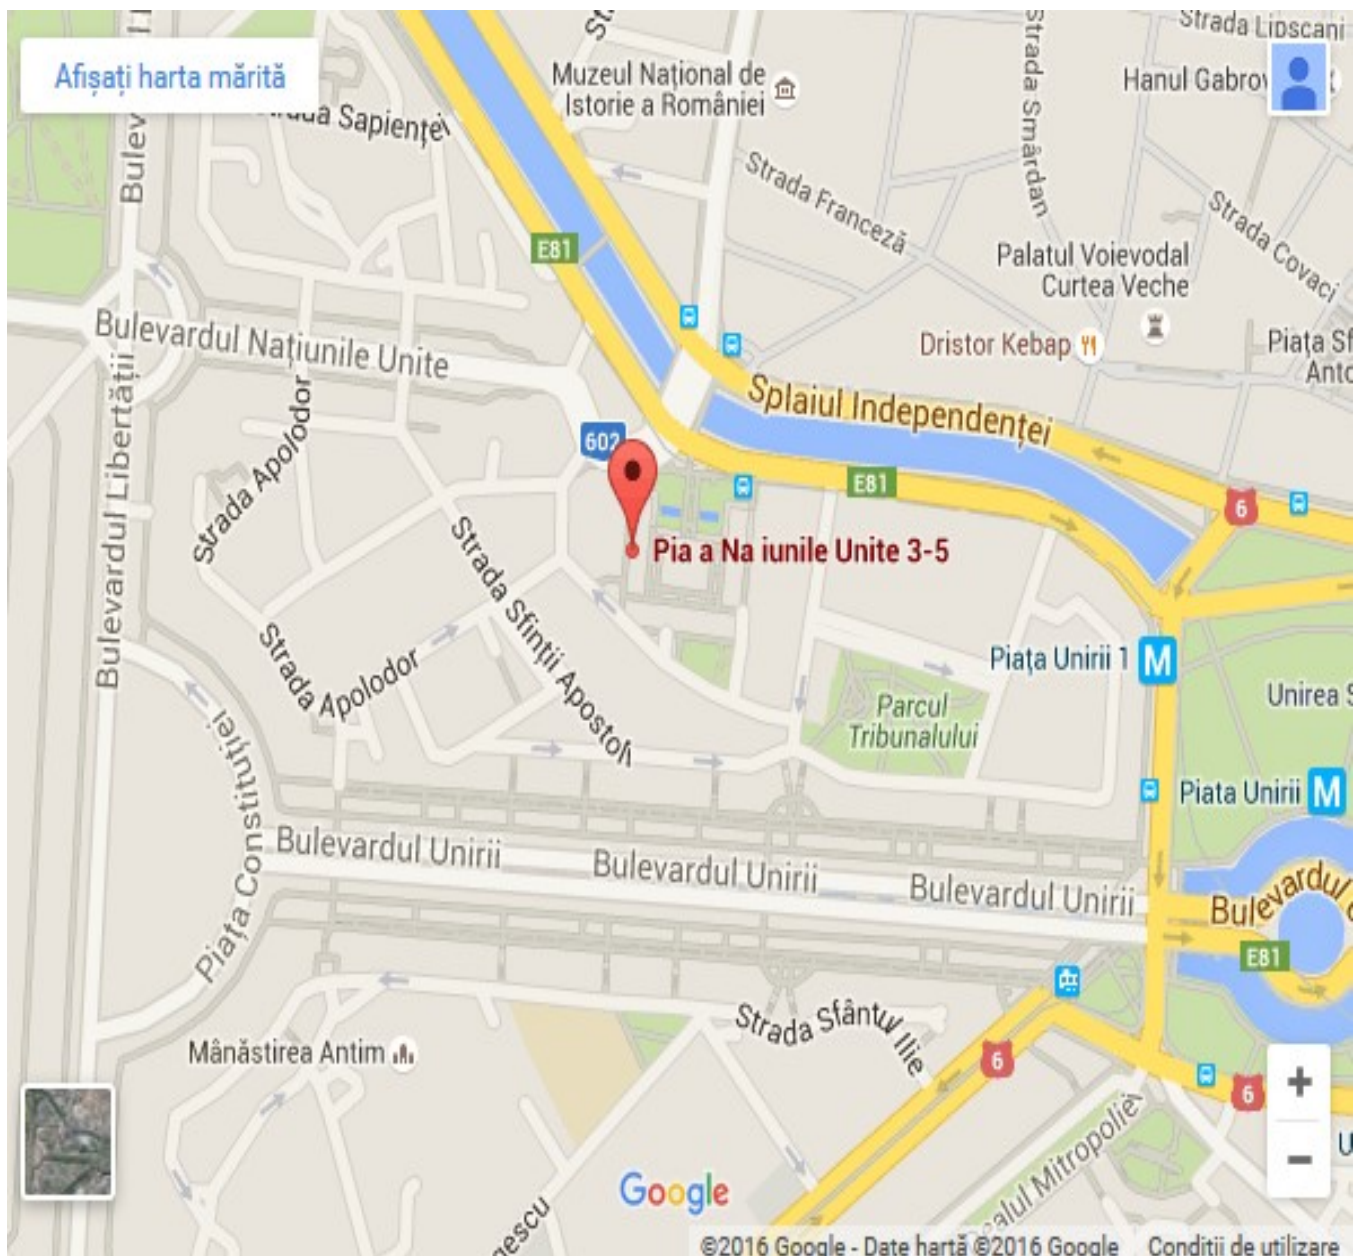 Strada Lipscani
Afișați harta mărită
Muzeul Național de
Istorie a României
Hanul Gabrov
Strada Smârdan
Strada Sapienței
Strada Franceză
Strada Covaci
E81
Palatul Voievodal
Curtea Veche
Bulevardul Națiunile Unite
Dristor Kebap
Piața Sf
Anto
Splaiul Independenței
Strada Apolodor
Bulevardul Libertății
602
E81
6
Pia a Na iunile Unite 3-5
Strada Sfinții Apostoli
Strada Apolodor
Piața Unirii 1
M
Unirea S
Parcul
Tribunalului
Piata Unirii
M
Piața Constituției
Bulevardul Unirii
Bulevardul Unirii
Bulevardul Unirii
Bulevardul
E81
Strada Sfântul Ilie
Mânăstirea Antim
6
6
+
−
Dealul Mitropoliei
Google
©2016 Google - Date hartă ©2016 Google
Condiții de utilizare